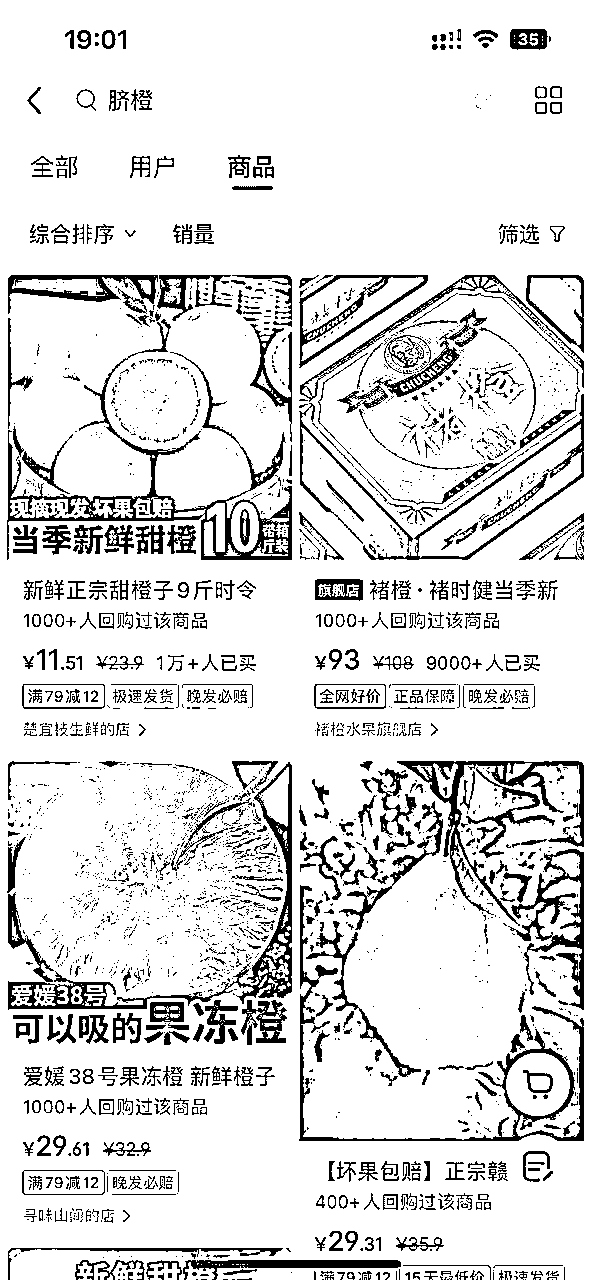 19:01
35
脐橙
全部 用户 商品
综合排序 销量 筛选
现摘现发.坏果包赔
当季新鲜甜橙 10
新鲜正宗甜橙子9斤时令
1000+人回购过该商品
¥11.51 ¥23.9 1万+人已买
满79减12 极速发货 晚发必赔
楚宜枝生鲜的店
CHUCHENG
褚橙
旗舰店 褚橙·褚时健当季新
1000+人回购过该商品
¥93 ¥108 9000+人已买
全网好价 正品保障 晚发必赔
褚橙水果旗舰店
爱媛38号
可以吸的果冻橙
爱媛38号果冻橙 新鲜橙子
1000+人回购过该商品
¥29.61 ¥32.9
满79减12 晚发必赔
寻味山间的店
【坏果包赔】正宗赣
400+人回购过该商品
¥29.31 ¥35.9
满79减12 15天最低价 极速发货
新鲜甜橙